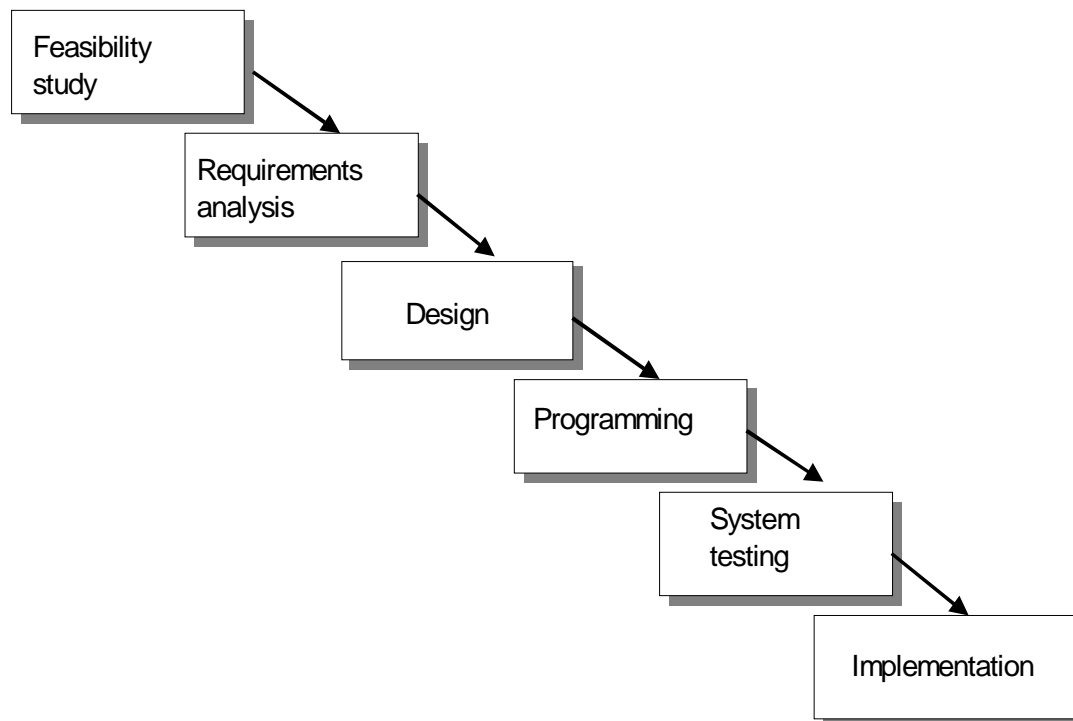 Feasibility
study
Requirements
analysis
Design
Programming
System
testing
Implementation